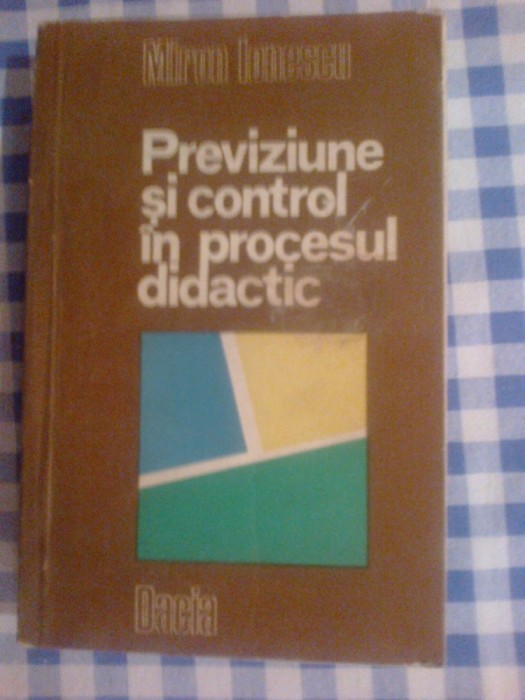 Miron Ionescu
Previziune
și control
în procesul
didactic
Dacia